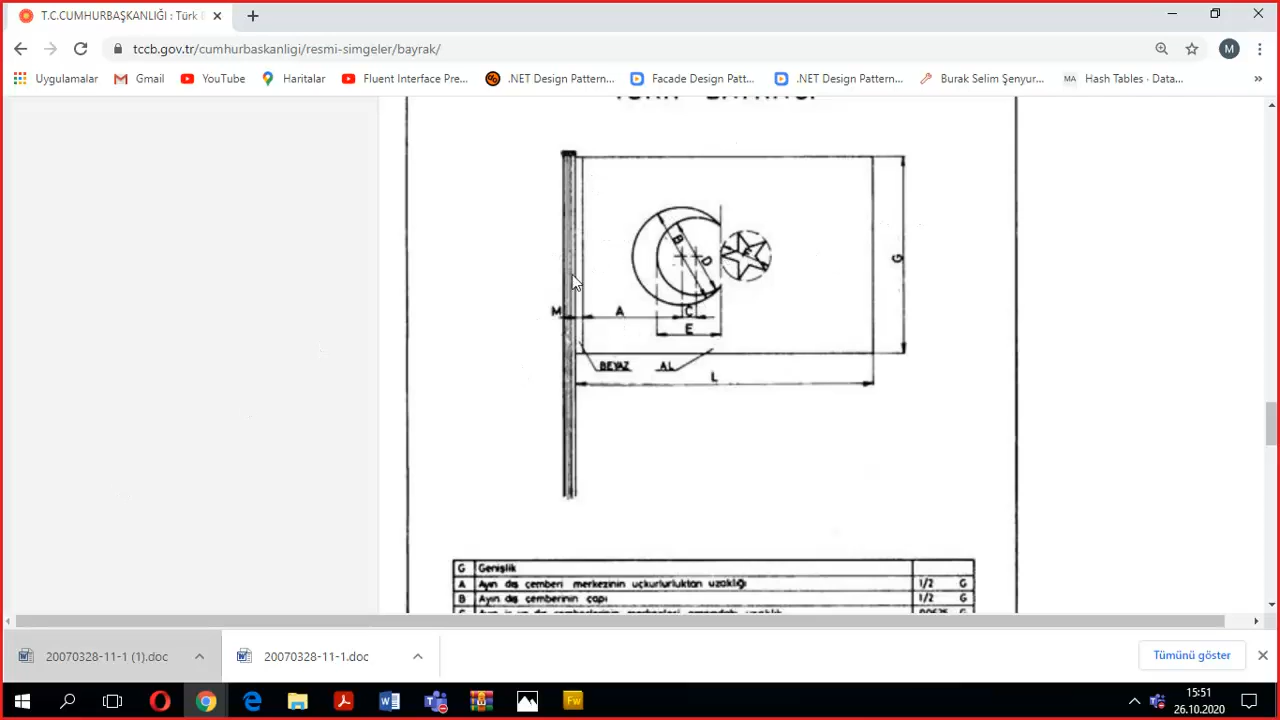 T.C.CUMHURBAŞKANLIĞI : Türk
tccb.gov.tr/cumhurbaskanligi/resmi-simgeler/bayrak/
M
Uygulamalar
Gmail
YouTube
Haritalar
Fluent Interface Pre...
.NET Design Pattern...
Facade Design Patt...
.NET Design Pattern...
Burak Selim Şenyur...
MA Hash Tables - Data...
»
B
D
F
G
M
A
C
E
BEYAZ AL
L
G Genişlik
A Ayın dış çemberi merkezinin uçkurluktan uzaklığı 1/2 G
B Ayın dış çemberinin çapı 1/2 G
20070328-11-1 (1).doc
20070328-11-1.doc
Tümünü göster
Fw
15:51
26.10.2020